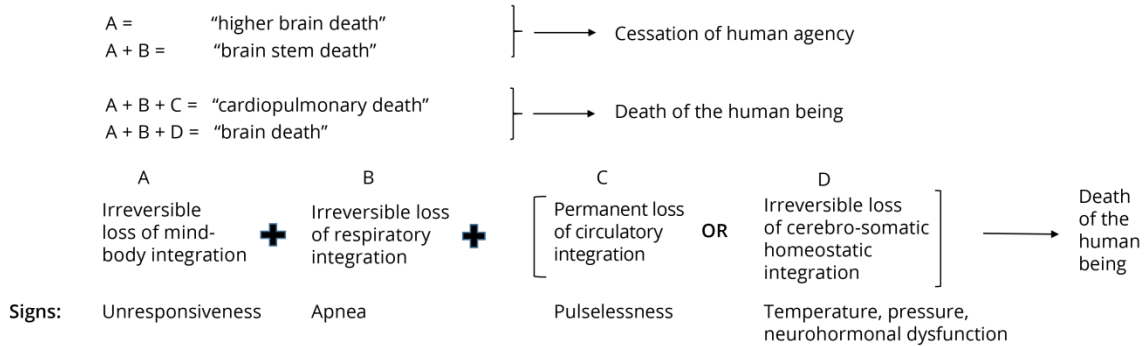 A = "higher brain death"
A + B = "brain stem death"
Cessation of human agency
A + B + C = "cardiopulmonary death"
A + B + D = "brain death"
Death of the human being
A
Irreversible
loss of mind-
body integration
B
Irreversible loss
of respiratory
integration
C
Permanent loss
of circulatory
integration
OR
D
Irreversible loss
of cerebro-somatic
homeostatic
integration
Death
of the
human
being
Signs: Unresponsiveness
Apnea
Pulselessness
Temperature, pressure,
neurohormonal dysfunction